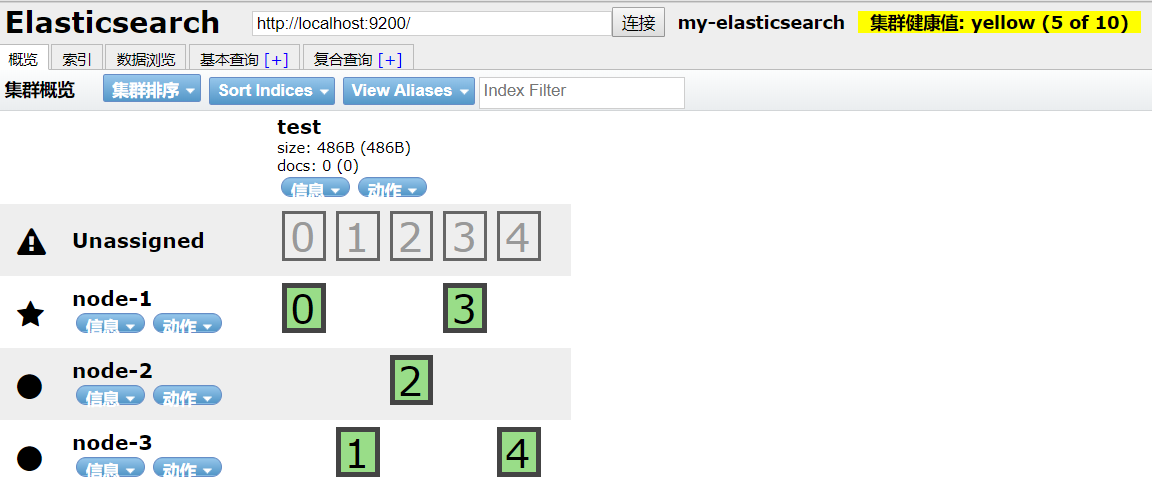 Elasticsearch http://localhost:9200/ 连接 my-elasticsearch 集群健康值: yellow (5 of 10)
概览 索引 数据浏览 基本查询 [+] 复合查询 [+]
集群概览 集群排序 Sort Indices View Aliases Index Filter
test
size: 486B (486B)
docs: 0 (0)
信息 动作
Unassigned 0 1 2 3 4
node-1 0 3
信息 动作
node-2 2
信息 动作
node-3 1 4
信息 动作